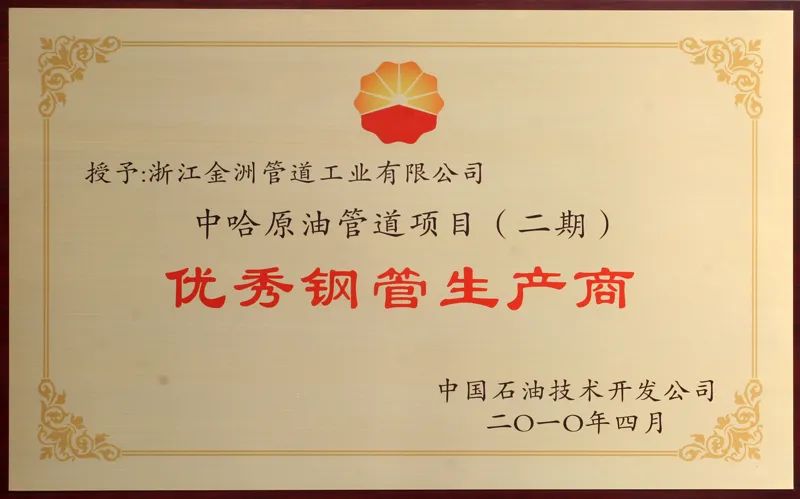 授予:浙江金洲管道工业有限公司
中哈原油管道项目（二期）
优秀钢管生产商
中国石油技术开发公司
二〇一〇年四月